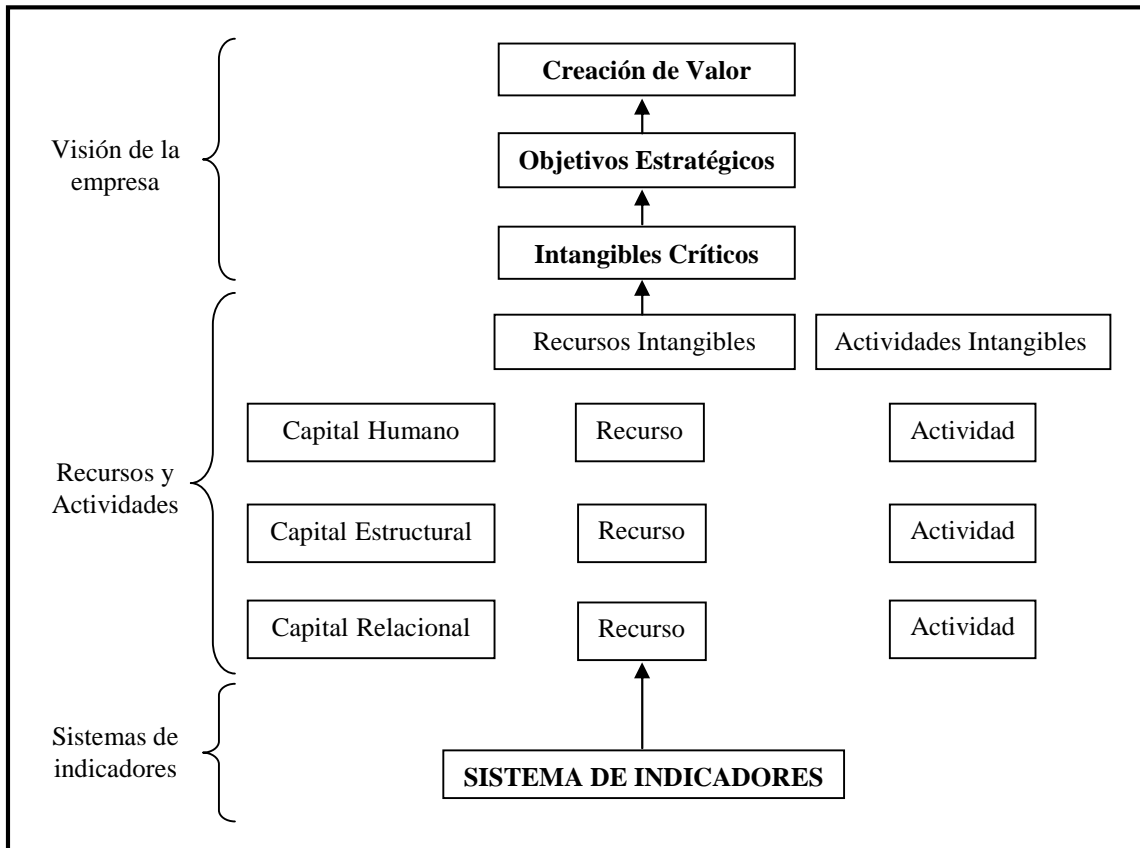 Creación de Valor
Visión de la
empresa
Objetivos Estratégicos
Intangibles Críticos
Recursos Intangibles
Actividades Intangibles
Recursos y
Actividades
Capital Humano
Recurso
Actividad
Capital Estructural
Recurso
Actividad
Capital Relacional
Recurso
Actividad
Sistemas de
indicadores
SISTEMA DE INDICADORES